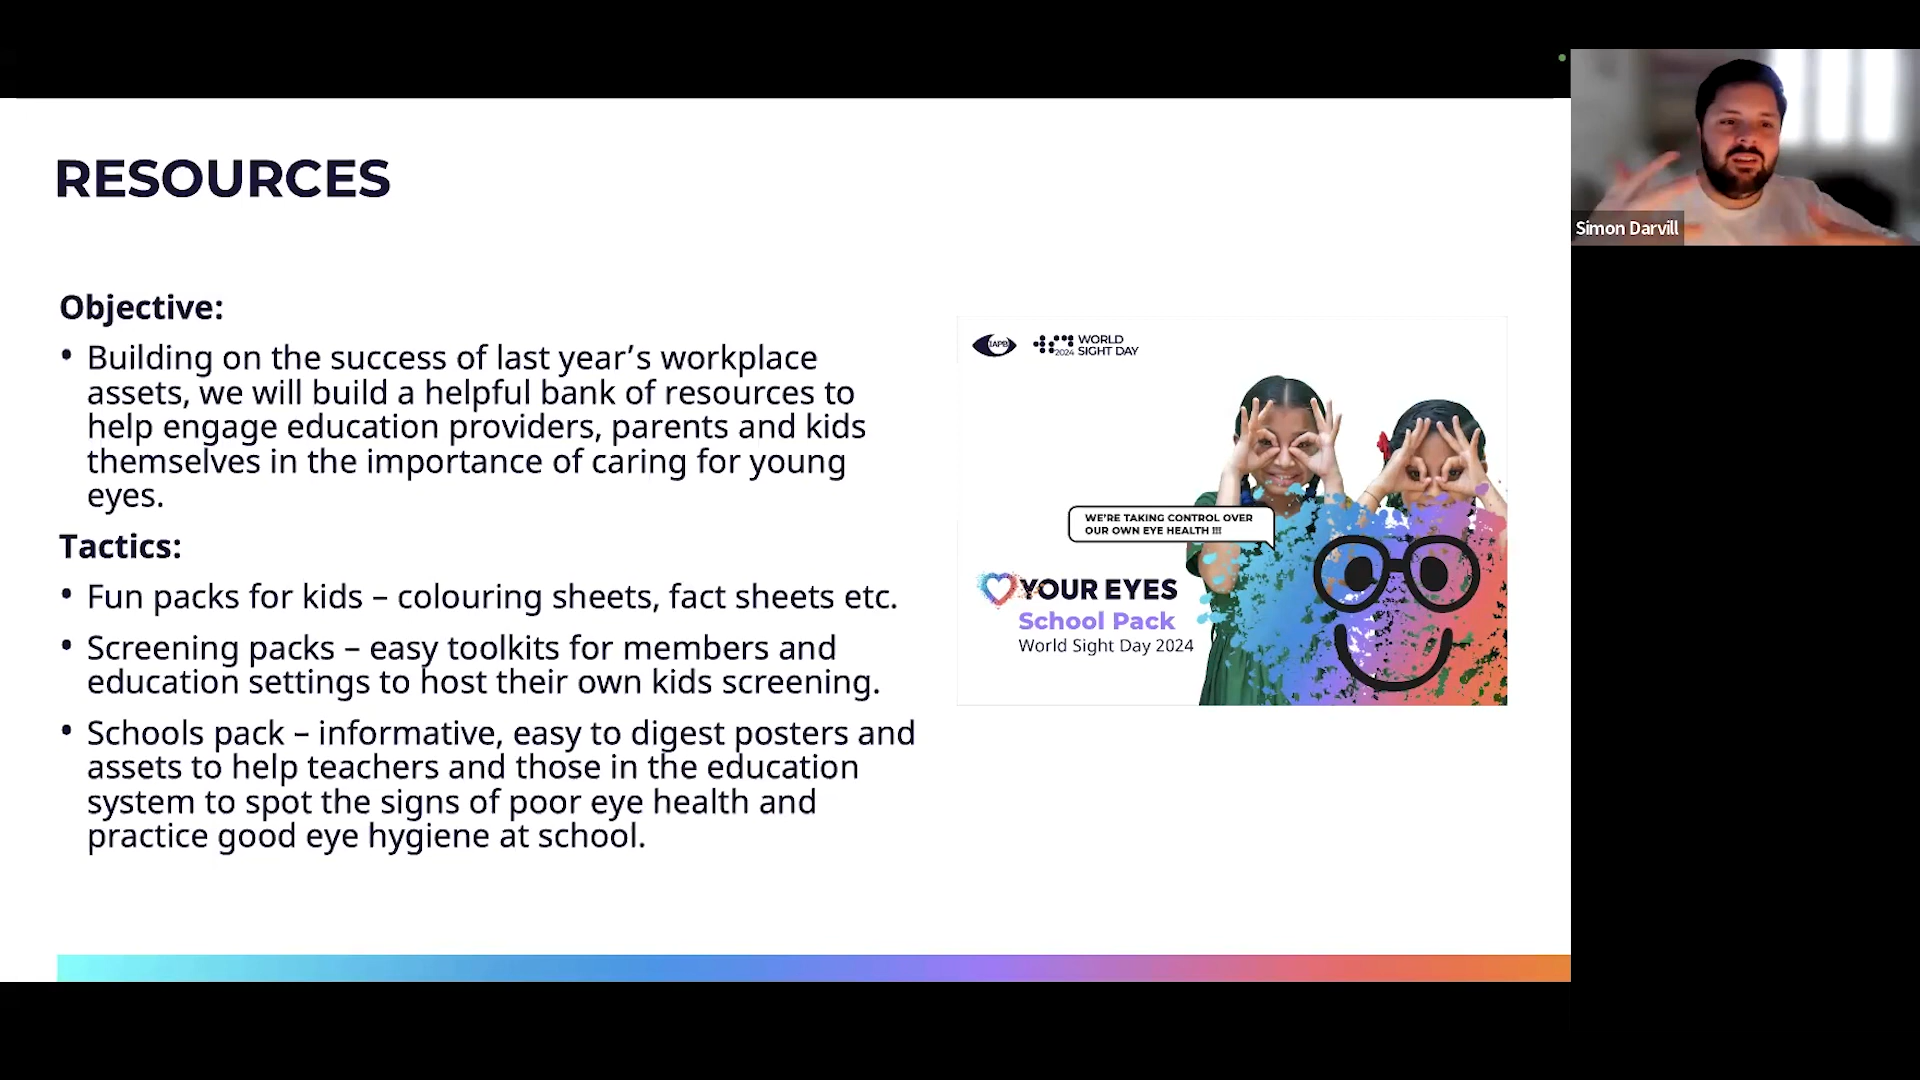 Simon Darvill
RESOURCES
Objective:
• Building on the success of last year’s workplace
assets, we will build a helpful bank of resources to
help engage education providers, parents and kids
themselves in the importance of caring for young
eyes.
Tactics:
• Fun packs for kids – colouring sheets, fact sheets etc.
• Screening packs – easy toolkits for members and
education settings to host their own kids screening.
• Schools pack – informative, easy to digest posters and
assets to help teachers and those in the education
system to spot the signs of poor eye health and
practice good eye hygiene at school.
IAPB
2024 WORLD
SIGHT DAY
WE’RE TAKING CONTROL OVER
OUR OWN EYE HEALTH !!!
YOUR EYES
School Pack
World Sight Day 2024